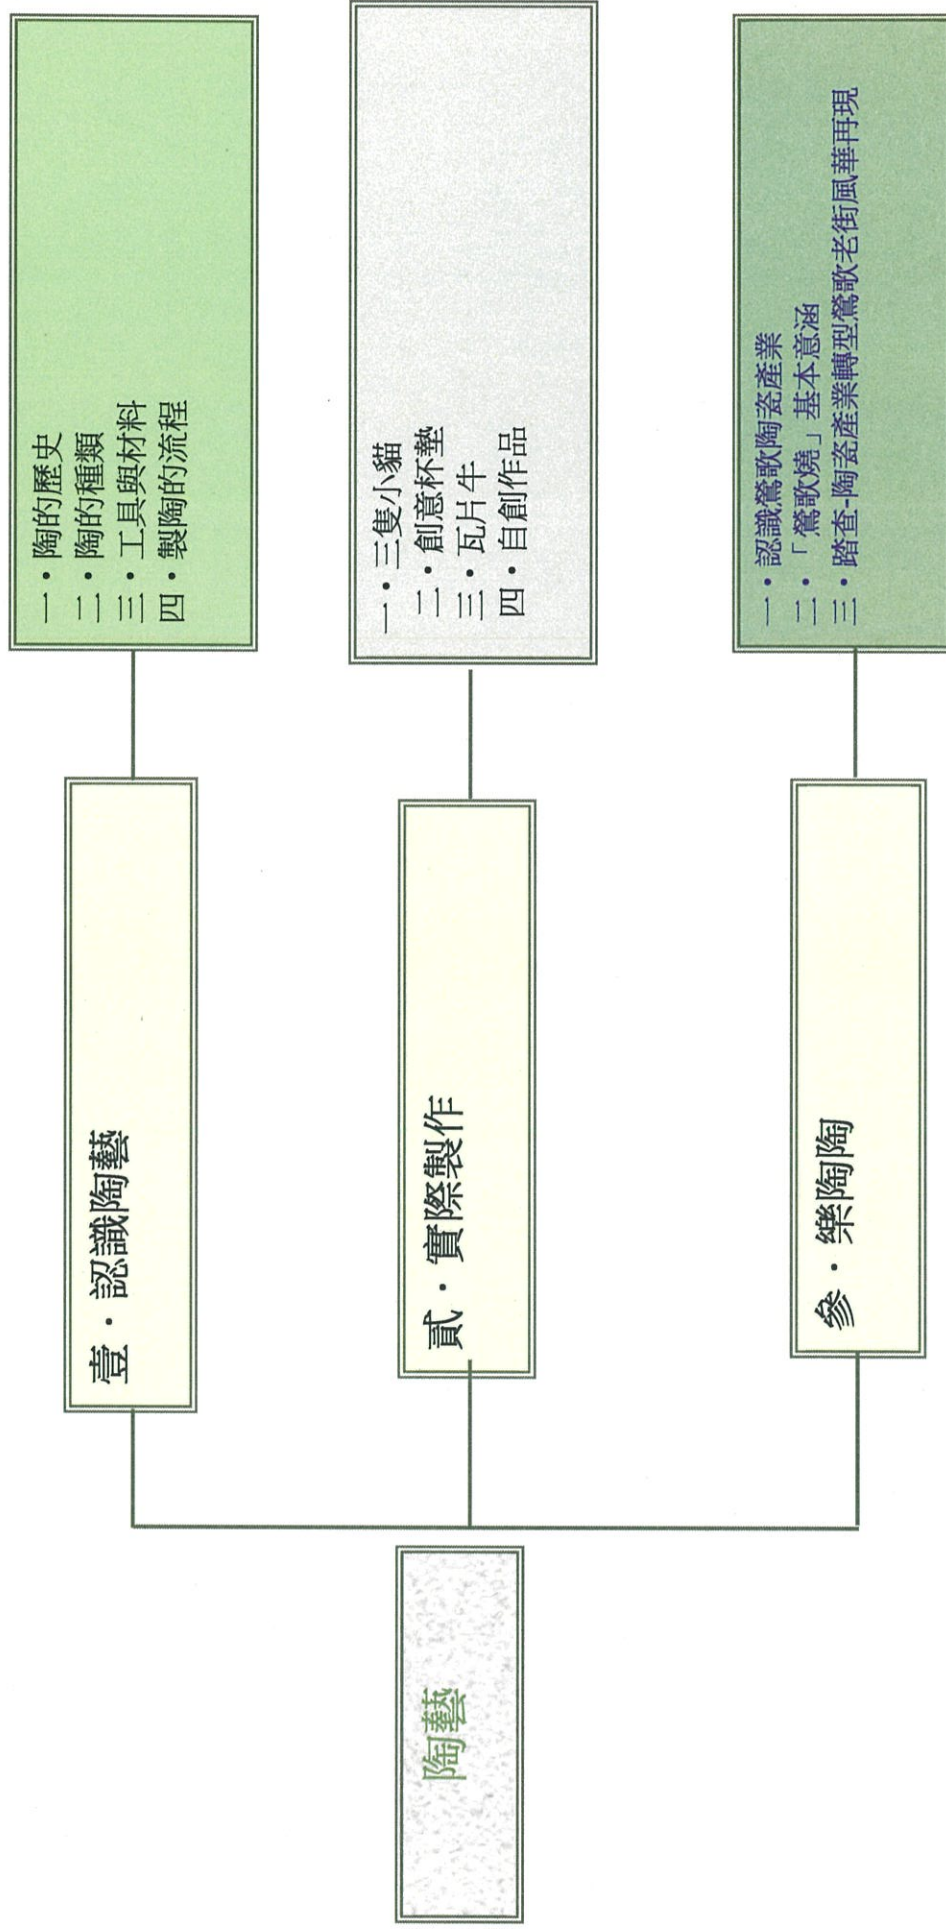 陶藝
壹．認識陶藝
一．陶的歷史
二．陶的種類
三．工具與材料
四．製陶的流程
貳．實際製作
一．三隻小貓
二．創意杯墊
三．瓦片牛
四．自創作品
參．樂陶陶
一．認識鶯歌陶瓷產業
二．「鶯歌燒」基本意涵
三．踏查-陶瓷產業轉型鶯歌老街風華再現